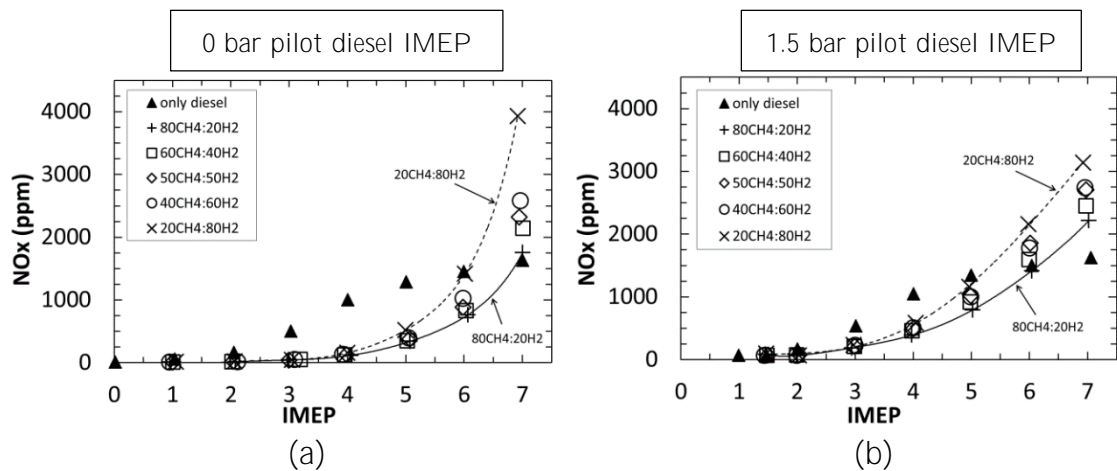 0 bar pilot diesel IMEP
NOx (ppm)
4000
3000
2000
1000
0
only diesel
80CH4:20H2
60CH4:40H2
50CH4:50H2
40CH4:60H2
20CH4:80H2
20CH4:80H2
80CH4:20H2
0 1 2 3 4 5 6 7
IMEP
(a)
1.5 bar pilot diesel IMEP
NOx (ppm)
4000
3000
2000
1000
0
only diesel
80CH4:20H2
60CH4:40H2
50CH4:50H2
40CH4:60H2
20CH4:80H2
20CH4:80H2
80CH4:20H2
0 1 2 3 4 5 6 7
IMEP
(b)